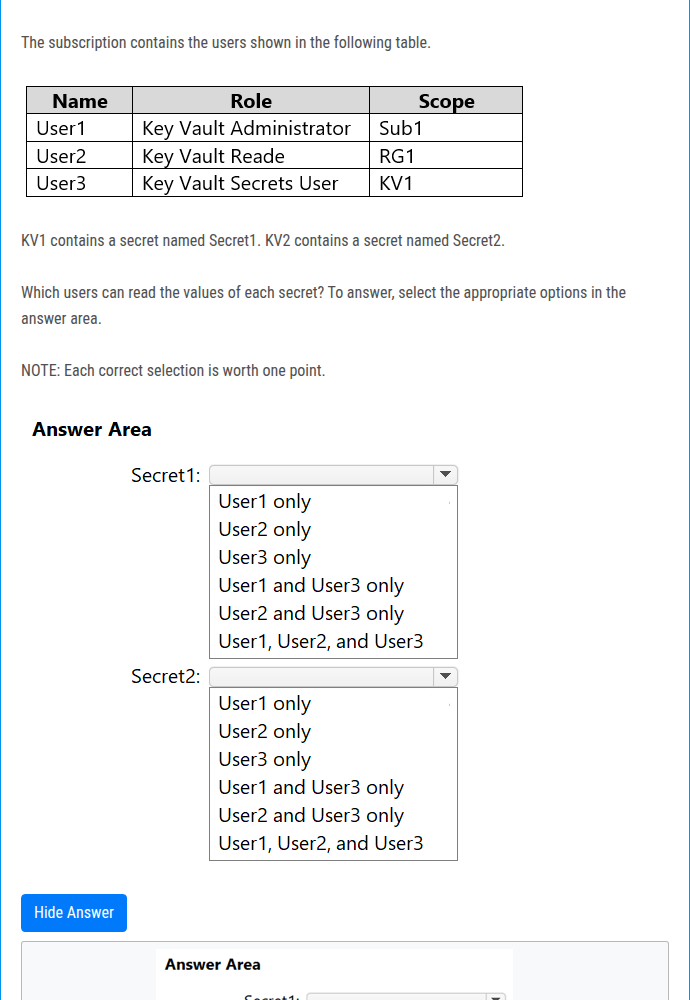 The subscription contains the users shown in the following table.
Name Role Scope
User1 Key Vault Administrator Sub1
User2 Key Vault Reade RG1
User3 Key Vault Secrets User KV1
KV1 contains a secret named Secret1. KV2 contains a secret named Secret2.
Which users can read the values of each secret? To answer, select the appropriate options in the
answer area.
NOTE: Each correct selection is worth one point.
Answer Area
Secret1:
User1 only
User2 only
User3 only
User1 and User3 only
User2 and User3 only
User1, User2, and User3
Secret2:
User1 only
User2 only
User3 only
User1 and User3 only
User2 and User3 only
User1, User2, and User3
Hide Answer
Answer Area
Secret1: